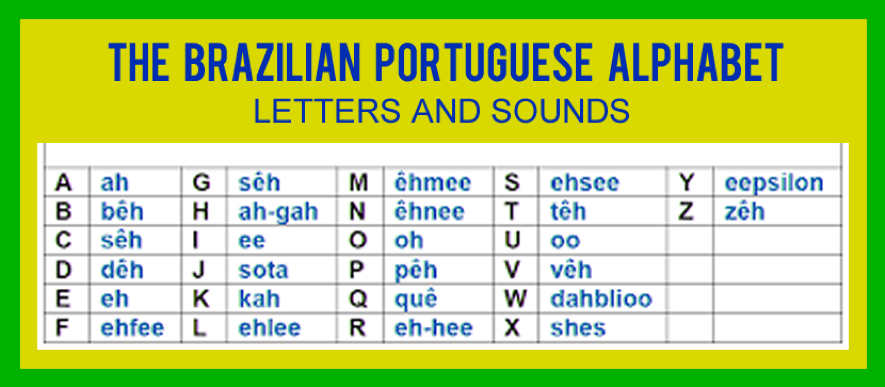 THE BRAZILIAN PORTUGUESE ALPHABET
LETTERS AND SOUNDS
A ah G sêh M êhmee S ehsee Y eepsilon
B bêh H ah-gah N êhnee T têh Z zêh
C sêh I ee O oh U oo
D dêh J sota P pêh V vêh
E eh K kah Q quê W dahblioo
F ehfee L ehlee R eh-hee X shes